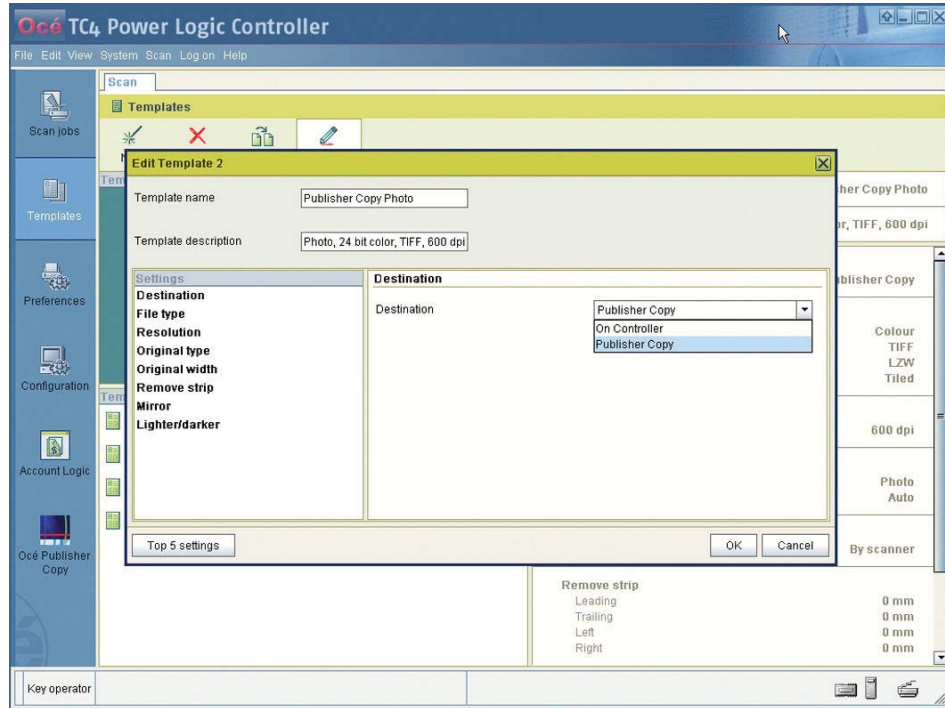 Océ TC4 Power Logic Controller
File Edit View System Scan Log on Help
Scan
Templates
Scan jobs
Templates
Preferences
Configuration
Account Logic
Océ Publisher
Copy
Edit Template 2
Template name
Publisher Copy Photo
Template description
Photo, 24 bit color, TIFF, 600 dpi
Settings
Destination
File type
Resolution
Original type
Original width
Remove strip
Mirror
Lighter/darker
Destination
Destination
Publisher Copy
On Controller
Publisher Copy
Top 5 settings
OK
Cancel
her Copy Photo
or, TIFF, 600 dpi
ublisher Copy
Colour
TIFF
LZW
Tiled
600 dpi
Photo
Auto
By scanner
Remove strip
Leading 0 mm
Trailing 0 mm
Left 0 mm
Right 0 mm
Key operator